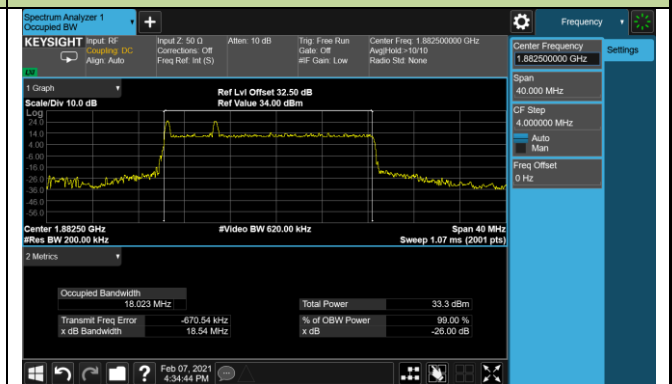 Spectrum Analyzer 1
Occupied BW
+
Frequency
KEYSIGHT
Input: RF
Coupling: DC
Align: Auto
Input Z: 50 Ω
Corrections: Off
Freq Ref: Int (S)
Atten: 10 dB
Trig: Free Run
Gate: Off
#IF Gain: Low
Center Freq: 1.882500000 GHz
Avg|Hold:>10/10
Radio Std: None
Center Frequency
1.882500000 GHz
Settings
Span
40.000 MHz
CF Step
4.000000 MHz
Auto
Man
Freq Offset
0 Hz
1 Graph
Scale/Div 10.0 dB
Ref Lvl Offset 32.50 dB
Ref Value 34.00 dBm
Log
24.0
14.0
4.00
-6.00
-16.0
-26.0
-36.0
-46.0
-56.0
Center 1.88250 GHz
#Video BW 620.00 kHz
Span 40 MHz
#Res BW 200.00 kHz
Sweep 1.07 ms (2001 pts)
2 Metrics
Occupied Bandwidth
18.023 MHz
Total Power
33.3 dBm
Transmit Freq Error
-670.54 kHz
% of OBW Power
99.00 %
x dB Bandwidth
18.54 MHz
x dB
-26.00 dB
?
Feb 07, 2021
4:34:44 PM